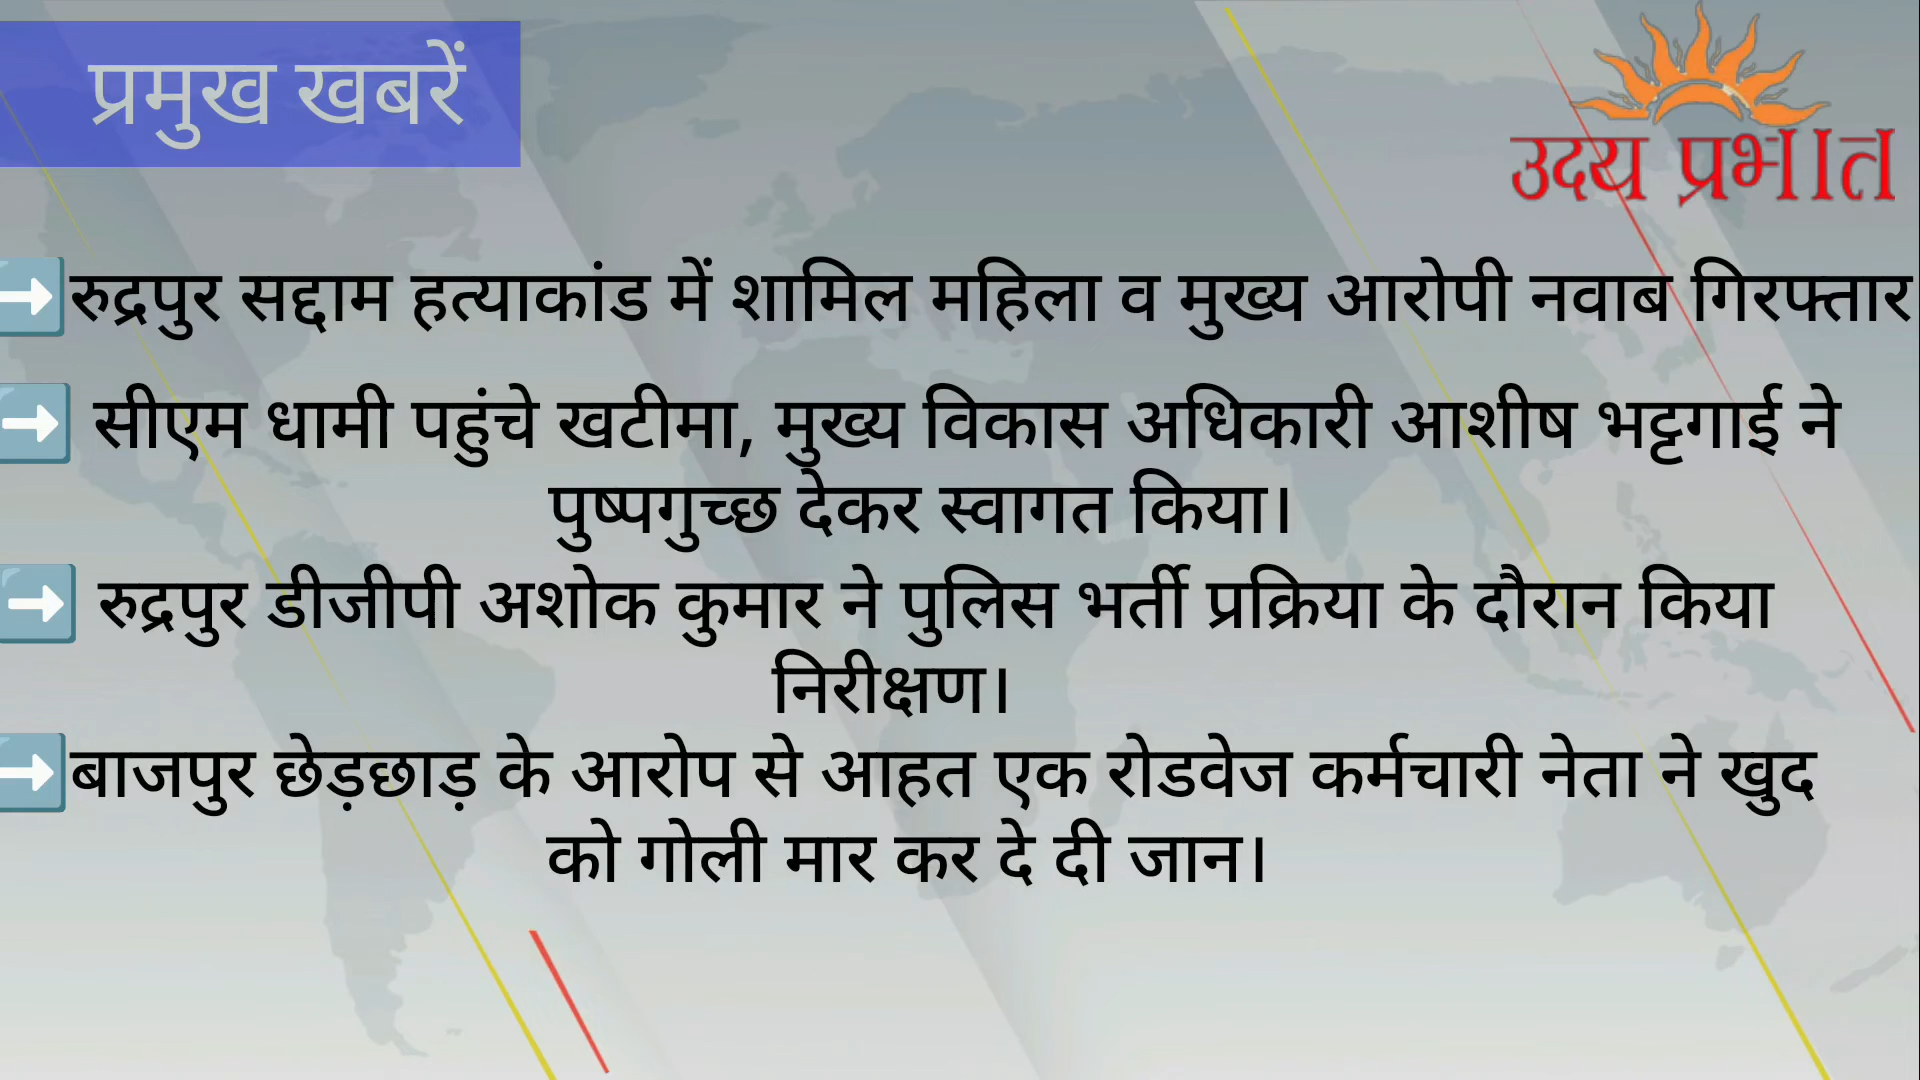 प्रमुख खबरें
उदय प्रभात
➡️रुद्रपुर सद्दाम हत्याकांड में शामिल महिला व मुख्य आरोपी नवाब गिरफ्तार
➡️ सीएम धामी पहुंचे खटीमा, मुख्य विकास अधिकारी आशीष भट्टगाई ने
पुष्पगुच्छ देकर स्वागत किया।
➡️ रुद्रपुर डीजीपी अशोक कुमार ने पुलिस भर्ती प्रक्रिया के दौरान किया
निरीक्षण।
➡️बाजपुर छेड़छाड़ के आरोप से आहत एक रोडवेज कर्मचारी नेता ने खुद
को गोली मार कर दे दी जान।